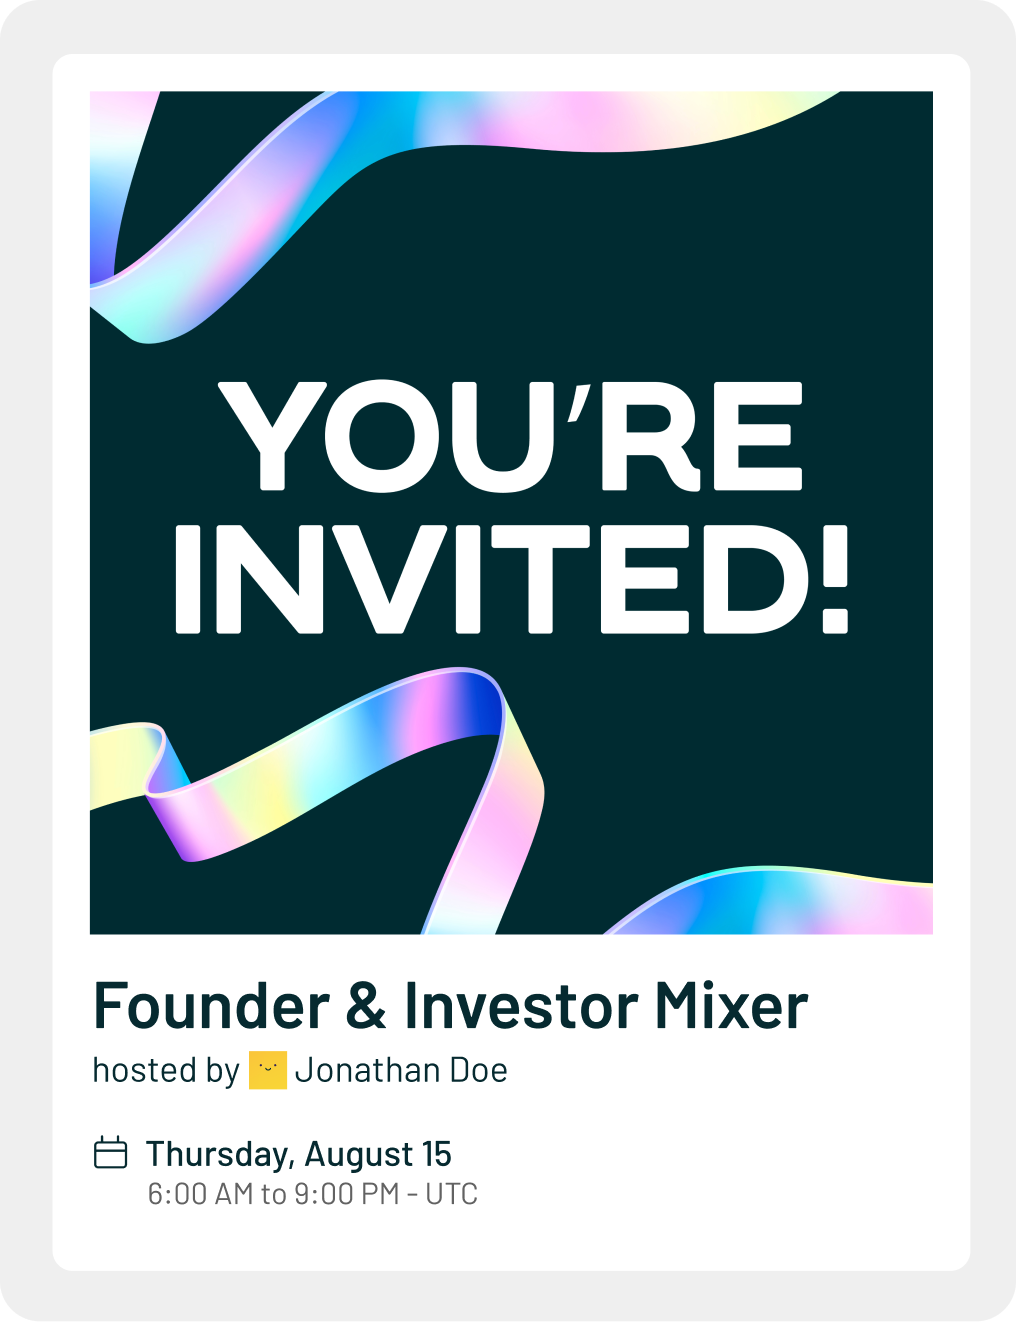 YOU’RE
INVITED!
Founder & Investor Mixer
hosted by Jonathan Doe
Thursday, August 15
6:00 AM to 9:00 PM - UTC